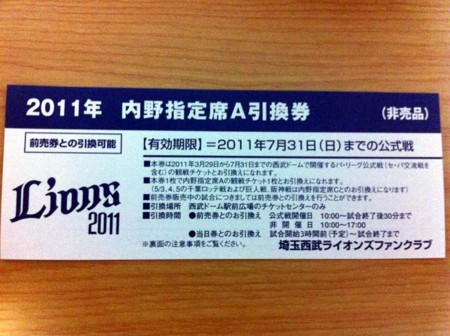 2011年 内野指定席A引換券 (非売品)
前売券との引換可能
【有効期限】=2011年7月31日(日)までの公式戦
■本券は2011年3月29日から7月31日までの西武ドームで開催するパ・リーグ公式戦(セ・パ交流戦を
含む)の観戦チケットとお引換えになれます。
■本券1枚で内野指定席Aの観戦チケット1枚とお引換えになれます。
(5/3、4、5の千葉ロッテ戦および巨人戦、阪神戦は内野指定席Cとのお引換えになります)
■前売券販売中の試合につきましては前売券との引換えを行うことができます。
■引換場所 西武ドーム駅前広場のチケットセンターのみ
■引換時間 ●前売券とのお引換え 公式戦開催日 10:00〜試合終了後30分まで
非開催日 10:00〜17:00
●当日券とのお引換え 試合開始3時間前(予定)〜試合終了まで
Lions
2011
※裏面の注意事項をご覧ください。
埼玉西武ライオンズファンクラブ